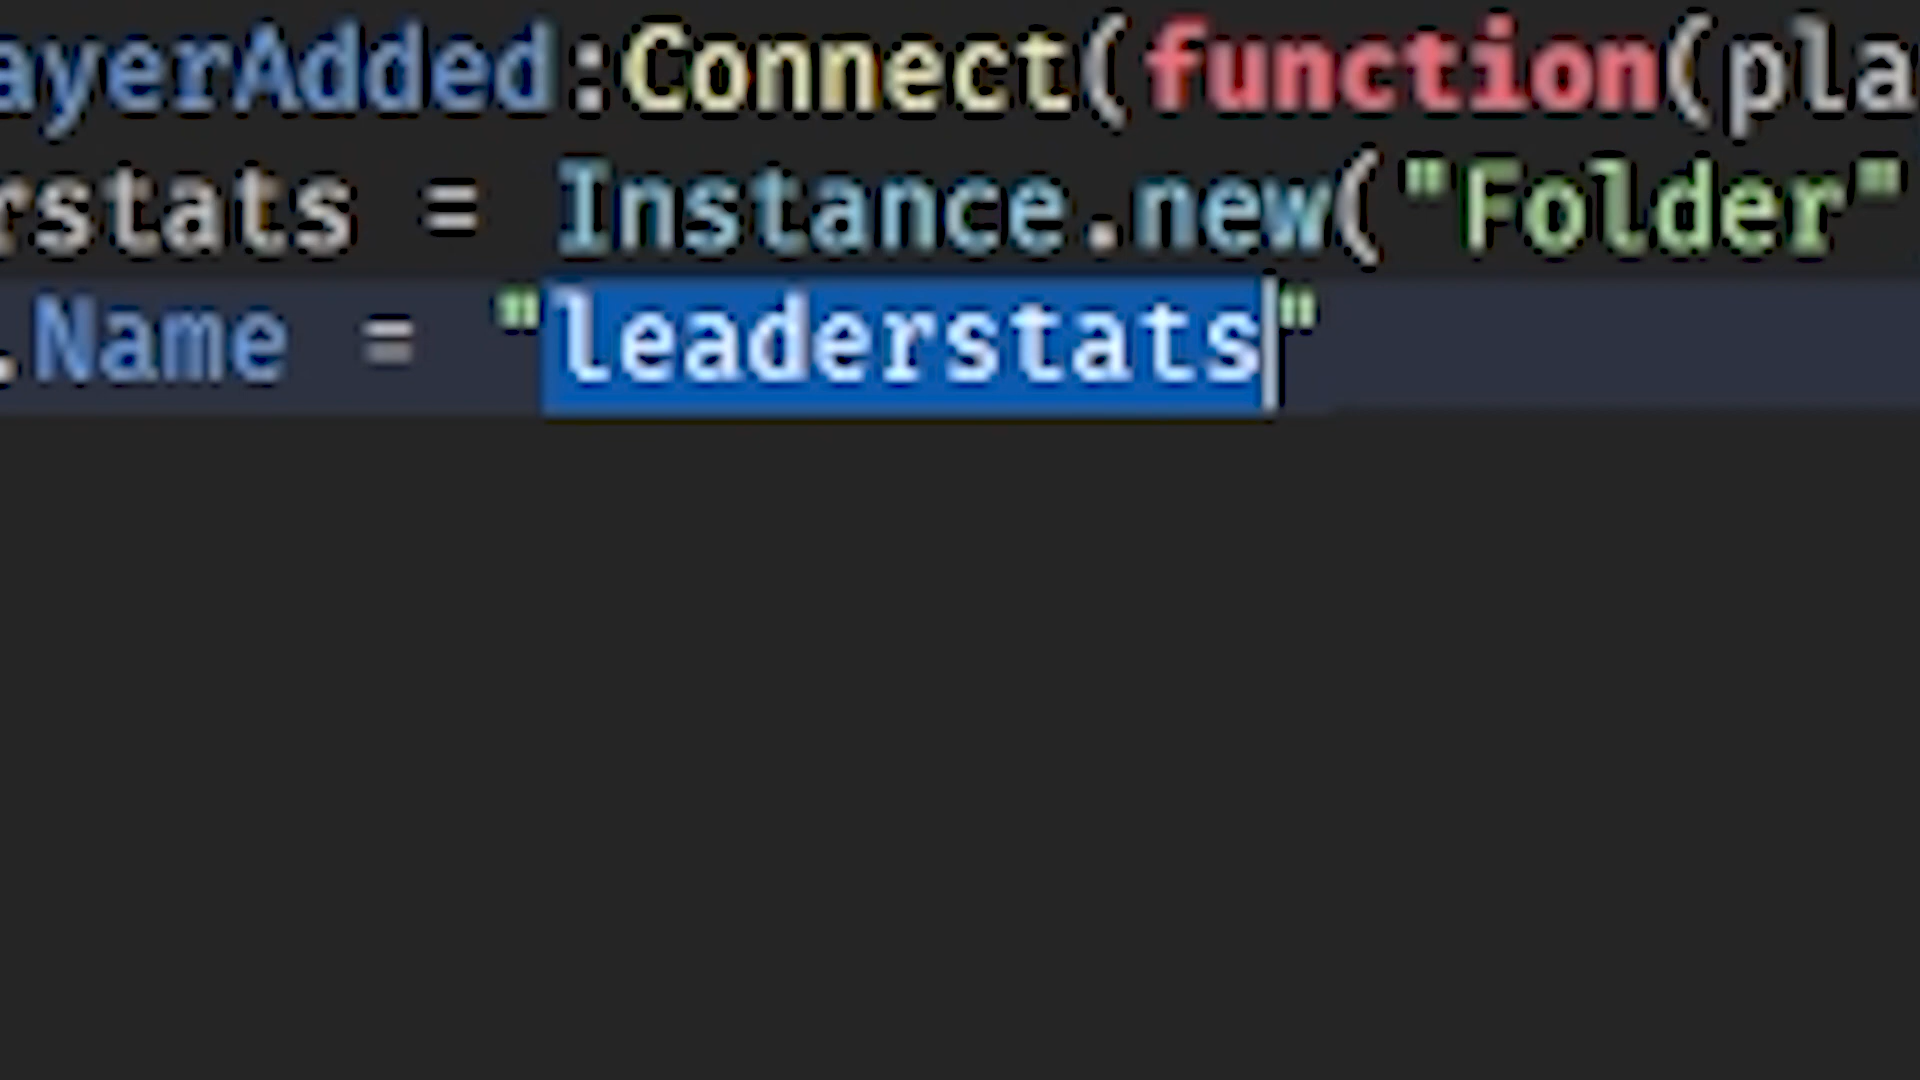 ayerAdded:Connect(function(pla
rstats = Instance.new("Folder"
.Name = "leaderstats"